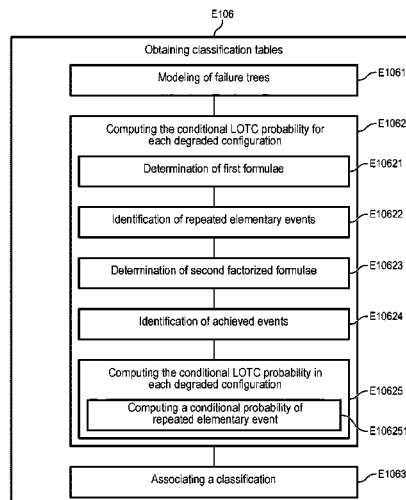 E106
Obtaining classification tables
Modeling of failure trees
E1061
Computing the conditional LOTC probability for
each degraded configuration
E1062
Determination of first formulae
E10621
Identification of repeated elementary events
E10622
Determination of second factorized formulae
E10623
Identification of achieved events
E10624
Computing the conditional LOTC probability in
each degraded configuration
E10625
Computing a conditional probability of
repeated elementary event
E106251
Associating a classification
E1063